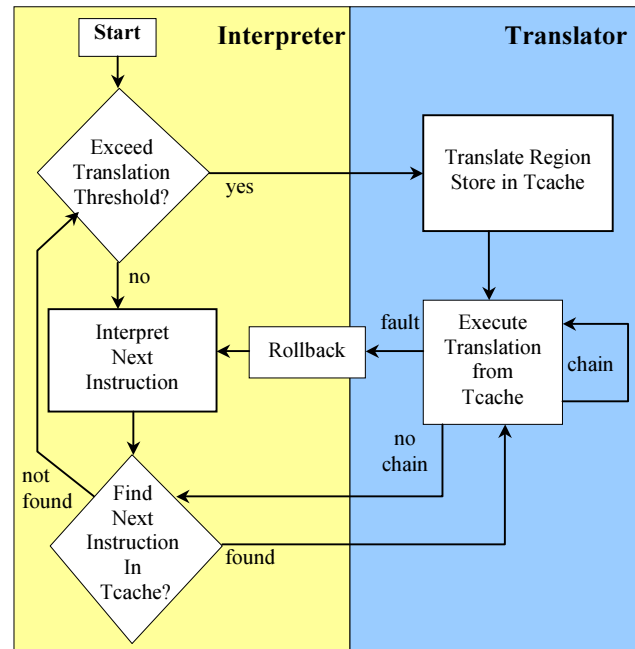 Start
Interpreter
Translator
Exceed
Translation
Threshold?
yes
Translate Region
Store in Tcache
no
Interpret
Next
Instruction
Rollback
fault
Execute
Translation
from
Tcache
chain
no
chain
not
found
Find
Next
Instruction
In
Tcache?
found